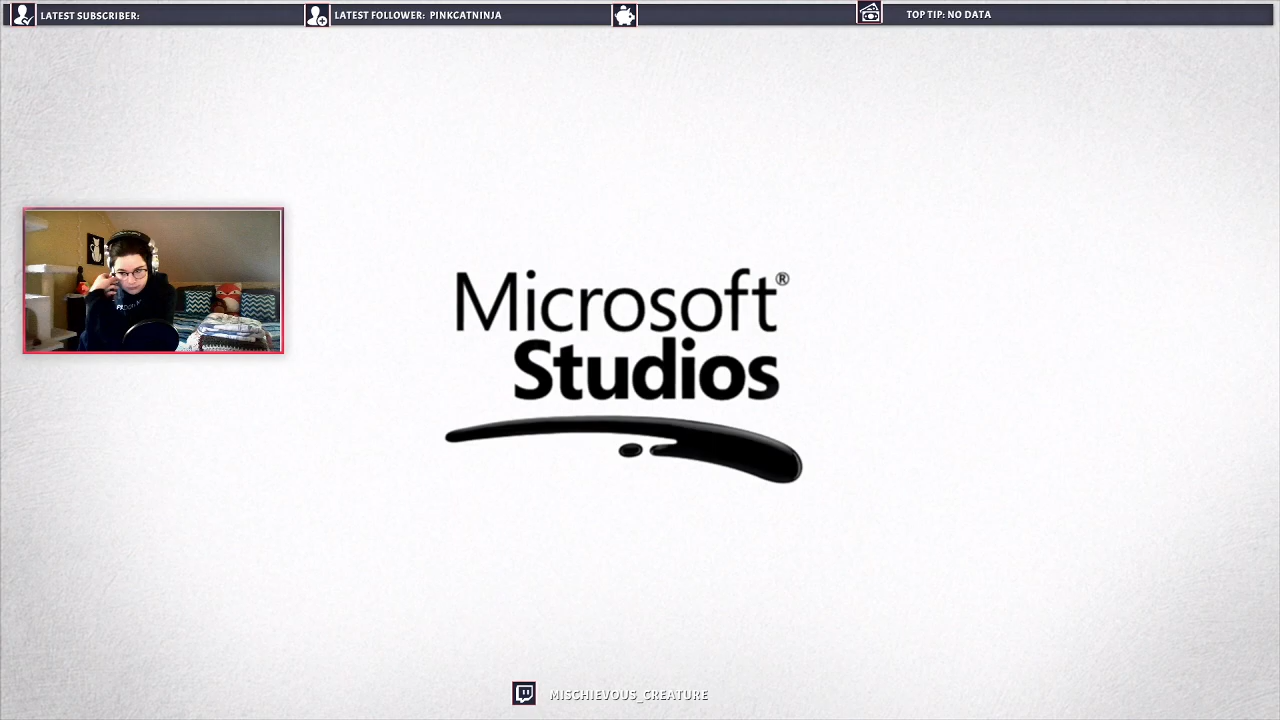 LATEST SUBSCRIBER:
LATEST FOLLOWER: PINKCATNINJA
TOP TIP: NO DATA
Microsoft®
Studios
MISCHIEVOUS_CREATURE